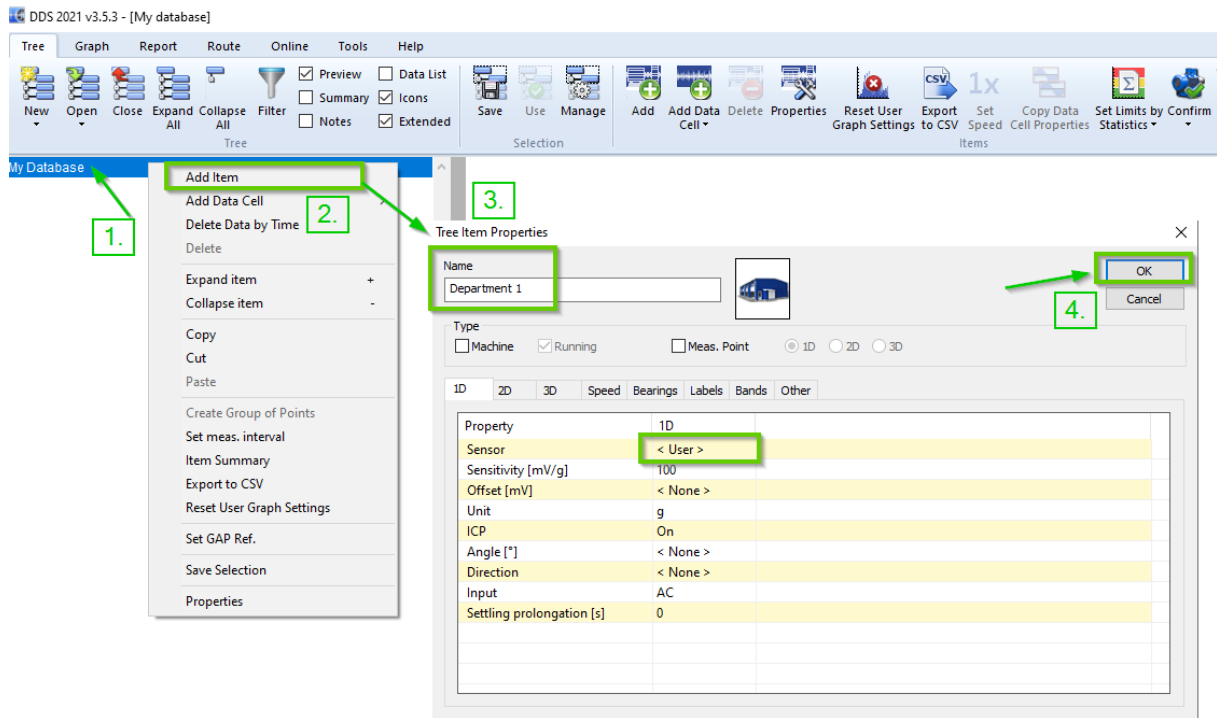 DDS 2021 v3.5.3 - [My database]
Tree Graph Report Route Online Tools Help
New Open Close Expand All Collapse All Filter
Preview Data List
Summary Icons
Notes Extended
Tree
Save Use Manage
Selection
Add Add Data Cell Delete Properties Reset User Graph Settings Export to CSV 1x Set Speed Copy Data Cell Properties Set Limits by Statistics Confirm
CSV
Items
My Database
1.
Add Item
Add Data Cell
2.
Delete Data by Time
Delete
Expand item +
Collapse item -
Copy
Cut
Paste
Create Group of Points
Set meas. interval
Item Summary
Export to CSV
Reset User Graph Settings
Set GAP Ref.
Save Selection
Properties
3.
Tree Item Properties
Name
Department 1
OK
Cancel
4.
Type
Machine Running Meas. Point 1D 2D 3D
1D 2D 3D Speed Bearings Labels Bands Other
Property 1D
Sensor < User >
Sensitivity [mV/g] 100
Offset [mV] < None >
Unit g
ICP On
Angle [°] < None >
Direction < None >
Input AC
Settling prolongation [s] 0